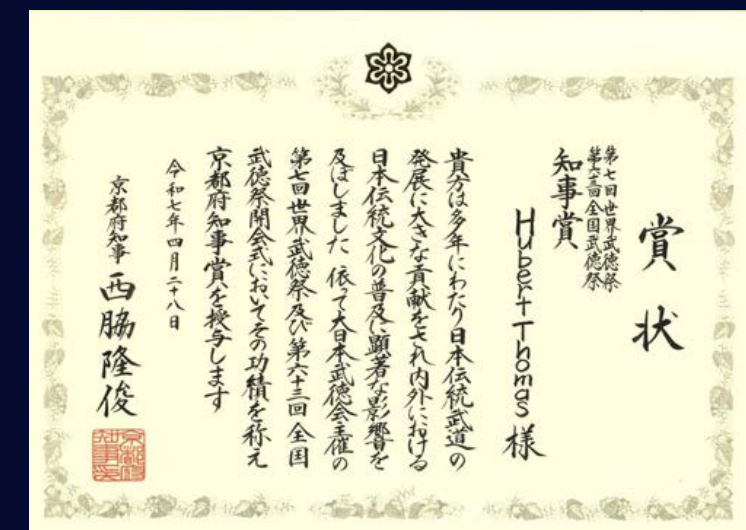 賞状
第七回世界武徳祭
第六十三回全国武徳祭
知事賞
Hubert Thomas 様
貴方は多年にわたり日本伝統武道の
発展に大きな貢献をされ内外における
日本伝統文化の普及に顕著な影響を
及ぼしました 依って大日本武徳会主催の
第七回世界武徳祭及び第六十三回全国
武徳祭開会式においてその功績を称え
京都府知事賞を授与します
令和七年四月二十八日
京都府知事 西脇隆俊